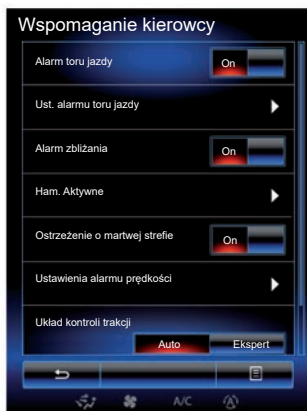 Wspomaganie kierowcy
Alarm toru jazdy On
Ust. alarmu toru jazdy
Alarm zbliżania On
Ham. Aktywne
Ostrzeżenie o martwej strefie On
Ustawienia alarmu prędkości
Układ kontroli trakcji
Auto Ekspert
A/C A